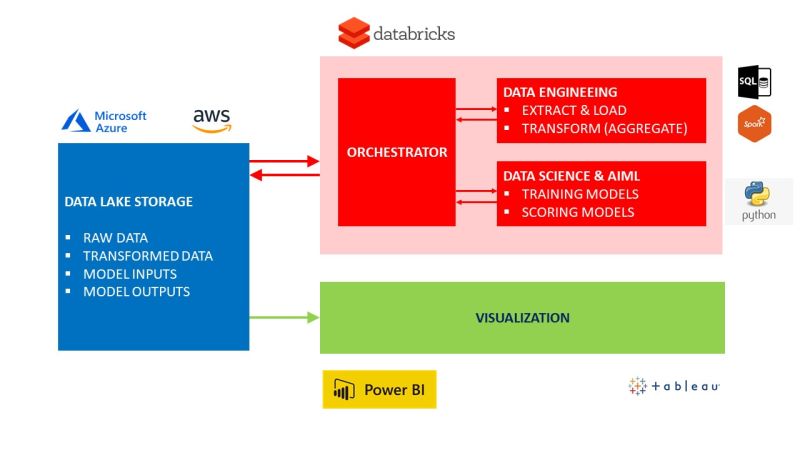 databricks
Microsoft
Azure
aws
DATA LAKE STORAGE
▪ RAW DATA
▪ TRANSFORMED DATA
▪ MODEL INPUTS
▪ MODEL OUTPUTS
ORCHESTRATOR
DATA ENGINEEING
▪ EXTRACT & LOAD
▪ TRANSFORM (AGGREGATE)
DATA SCIENCE & AIML
▪ TRAINING MODELS
▪ SCORING MODELS
SQL
Spark
python
VISUALIZATION
Power BI
+ableau